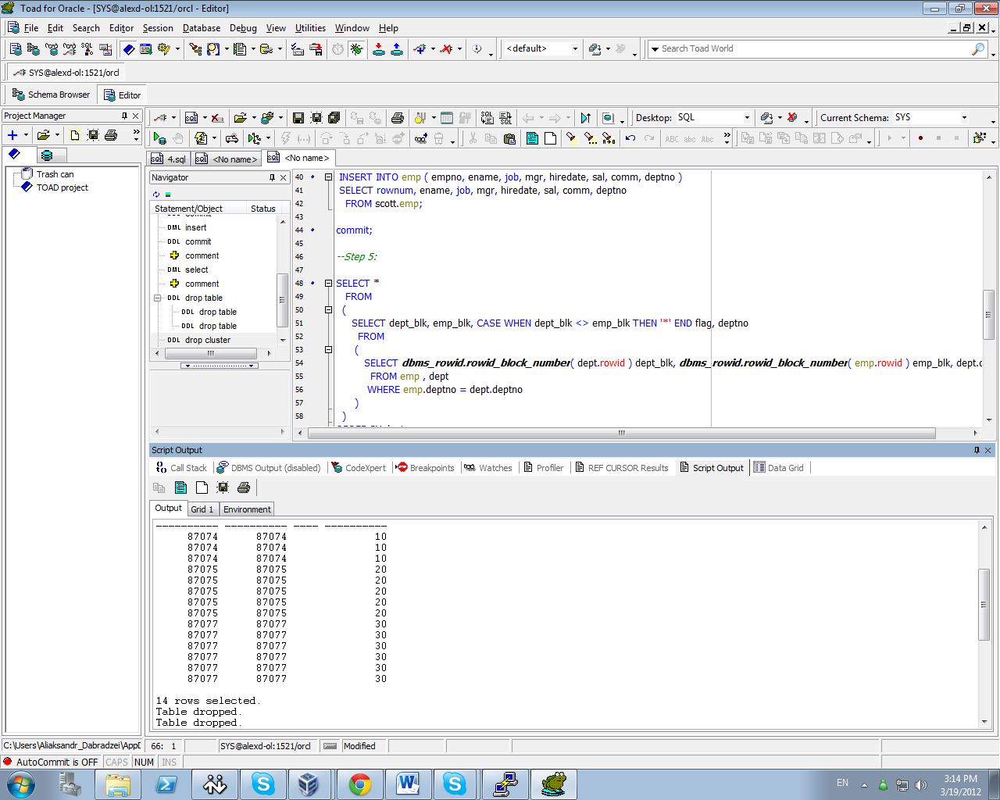 Toad for Oracle - [SYS@alexd-ol:1521/orcl - Editor]
File Edit Search Editor Session Database Debug View Utilities Window Help
<default>
Search Toad World
SYS@alexd-ol:1521/orcl
Schema Browser
Editor
Project Manager
Trash can
TOAD project
Desktop: SQL
Current Schema: SYS
4.sql
<No name>
<No name>
Navigator
Statement/Object Status
commit
DML insert
DDL commit
comment
DML select
comment
DDL drop table
DDL drop table
DDL drop table
DDL drop cluster
40 INSERT INTO emp ( empno, ename, job, mgr, hiredate, sal, comm, deptno )
41 SELECT rownum, ename, job, mgr, hiredate, sal, comm, deptno
42 FROM scott.emp;
43
44 commit;
45
46 --Step 5:
47
48 SELECT *
49 FROM
50 (
51 SELECT dept_blk, emp_blk, CASE WHEN dept_blk <> emp_blk THEN '*' END flag, deptno
52 FROM
53 (
54 SELECT dbms_rowid.rowid_block_number( dept.rowid ) dept_blk, dbms_rowid.rowid_block_number( emp.rowid ) emp_blk, dept.d
55 FROM emp , dept
56 WHERE emp.deptno = dept.deptno
57 )
58 )
Script Output
Call Stack
DBMS Output (disabled)
CodeXpert
Breakpoints
Watches
Profiler
REF CURSOR Results
Script Output
Data Grid
Output Grid 1 Environment
---------- ---------- ---- ----------
87074 87074 10
87074 87074 10
87074 87074 10
87075 87075 20
87075 87075 20
87075 87075 20
87075 87075 20
87075 87075 20
87077 87077 30
87077 87077 30
87077 87077 30
87077 87077 30
87077 87077 30
87077 87077 30
14 rows selected.
Table dropped.
Table dropped.
C:\Users\Aliaksandr_Dabradzei\AppD
66: 1
SYS@alexd-ol:1521/orcl
Modified
AutoCommit is OFF CAPS NUM INS
EN
3:14 PM
3/19/2012